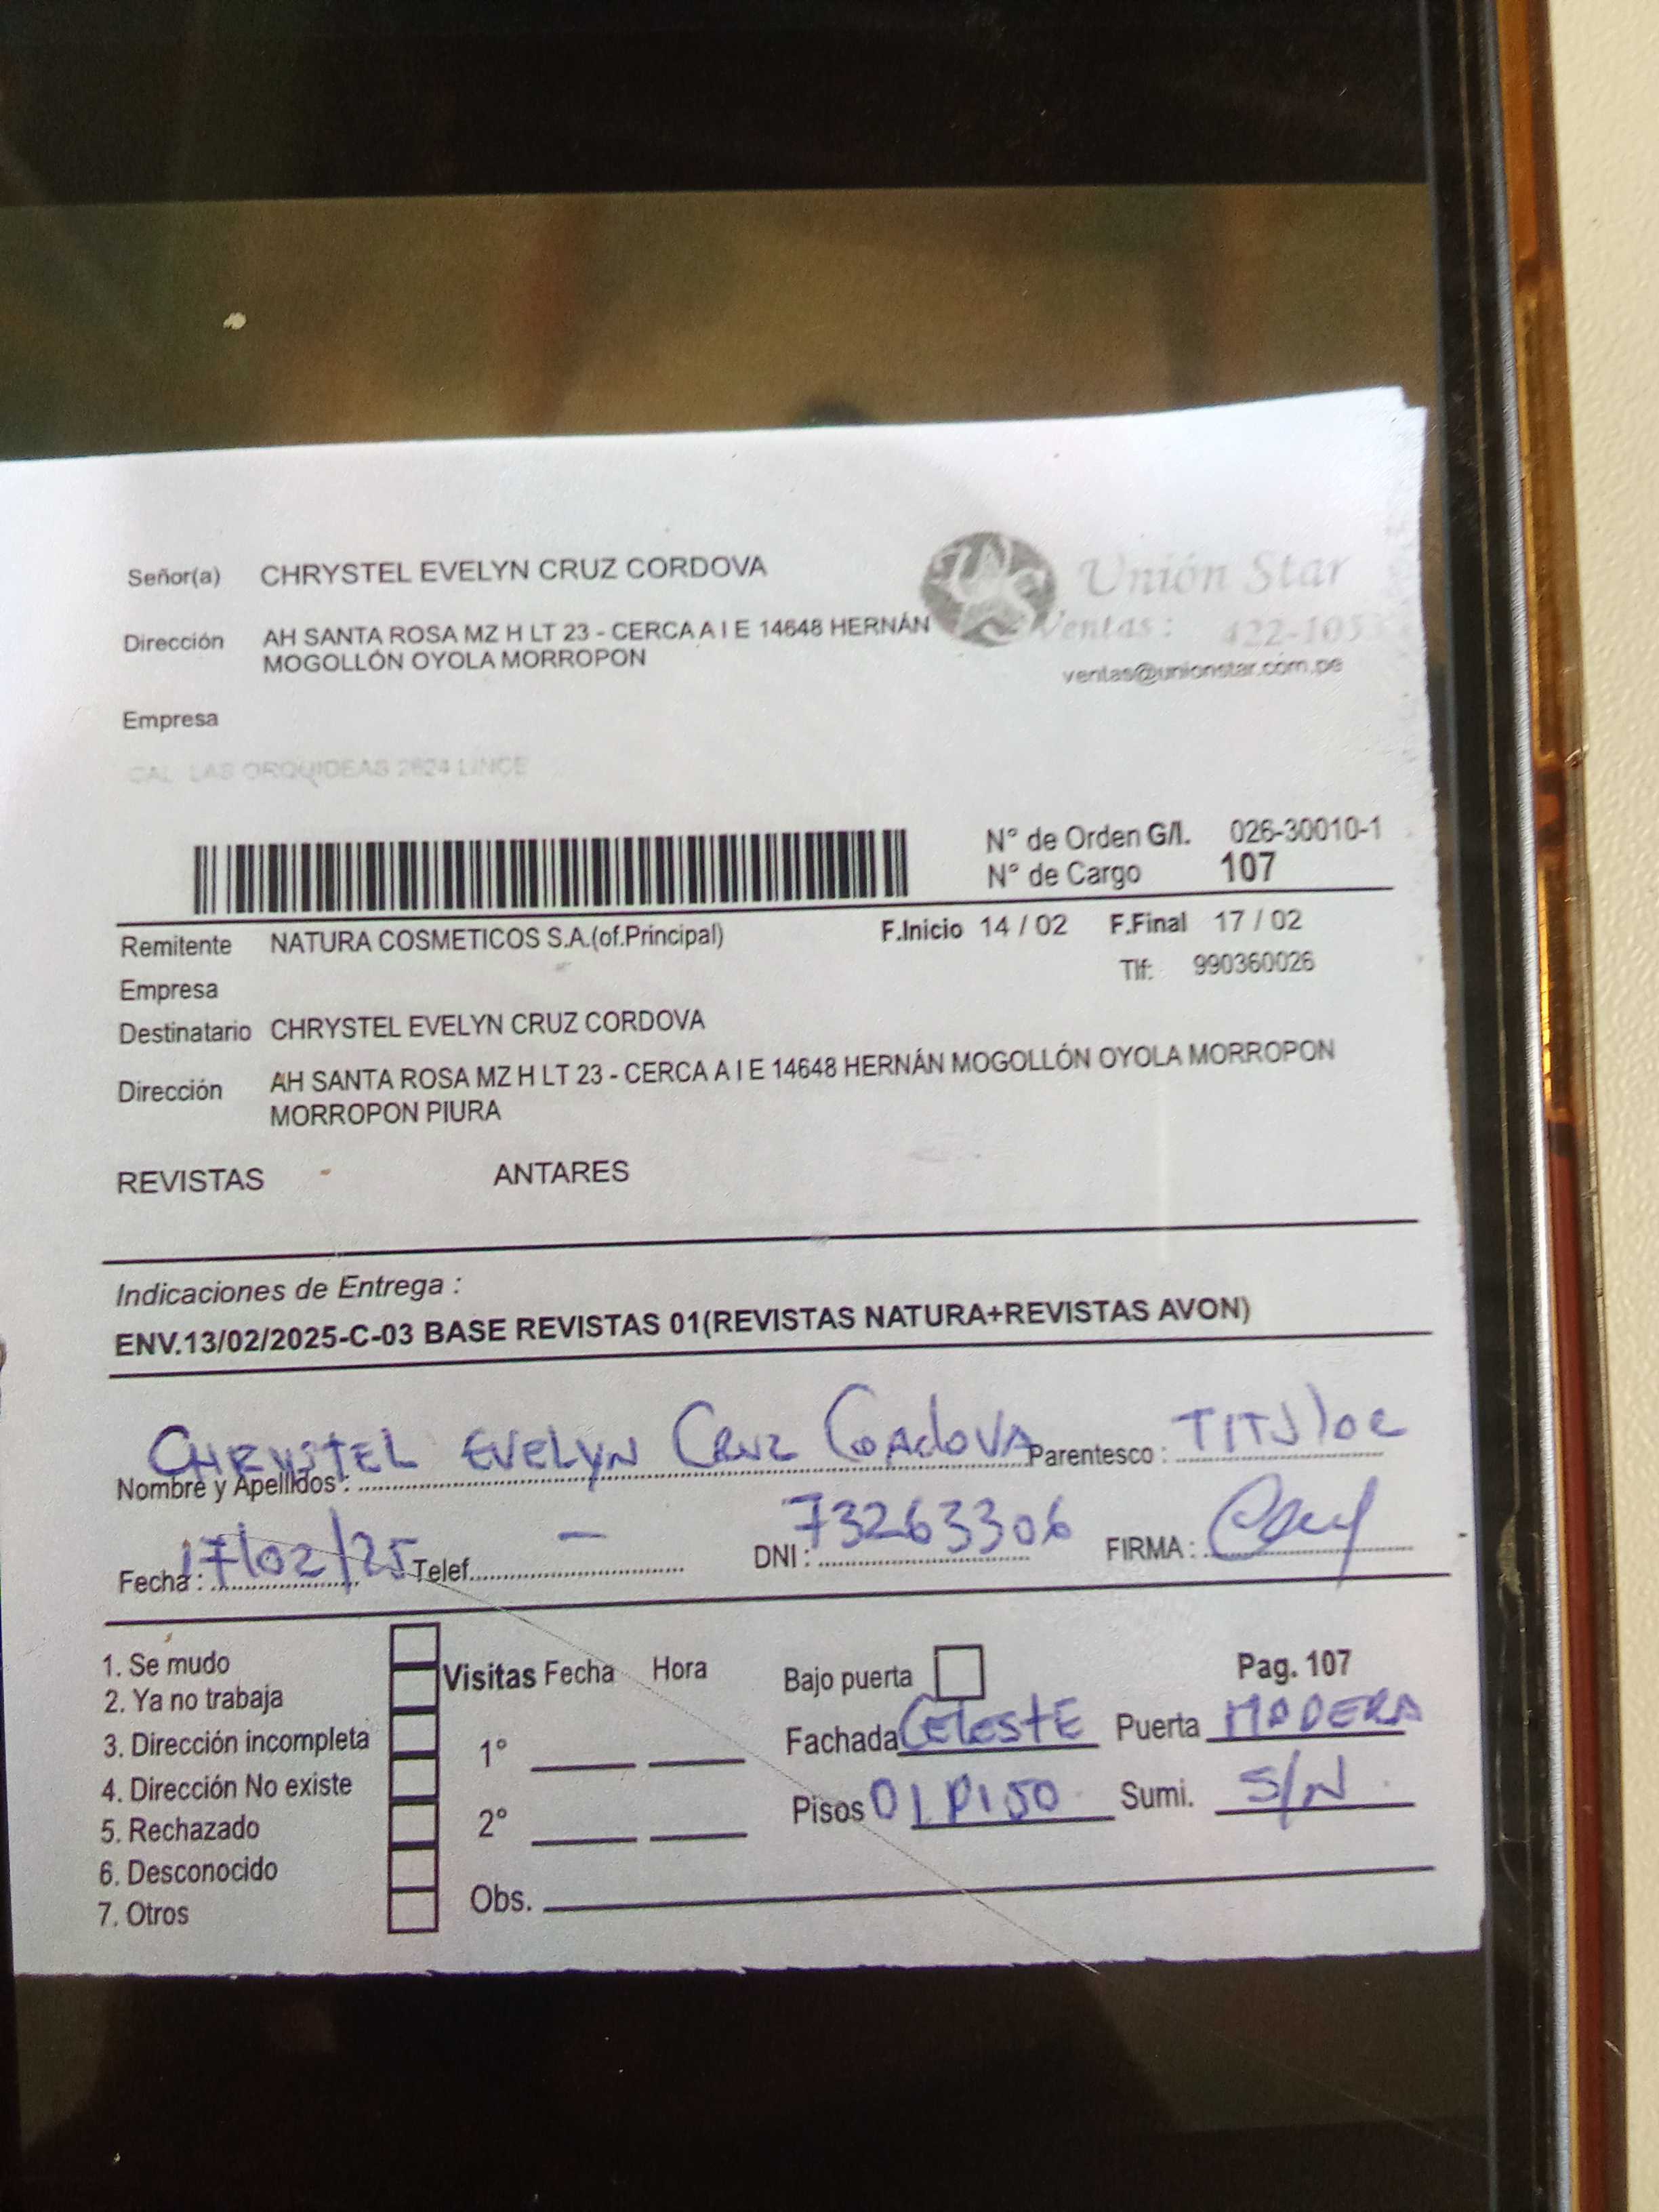 Señor(a) CHRYSTEL EVELYN CRUZ CORDOVA
Unión Star
Dirección AH SANTA ROSA MZ H LT 23 - CERCA A I E 14648 HERNÁN
MOGOLLÓN OYOLA MORROPON
Ventas : 422-105
ventas@unionstar.com.pe
Empresa
CAL LAS ORQUIDEAS 2624 LINCE
N° de Orden G/I. 026-30010-1
N° de Cargo 107
Remitente NATURA COSMETICOS S.A.(of.Principal) F.Inicio 14 / 02 F.Final 17 / 02
Empresa Tlf: 990360026
Destinatario CHRYSTEL EVELYN CRUZ CORDOVA
Dirección AH SANTA ROSA MZ H LT 23 - CERCA A I E 14648 HERNÁN MOGOLLÓN OYOLA MORROPON
MORROPON PIURA
REVISTAS - ANTARES
Indicaciones de Entrega :
ENV.13/02/2025-C-03 BASE REVISTAS 01(REVISTAS NATURA+REVISTAS AVON)
Nombre y Apellidos : CHRYSTEL EVELYN CRUZ CORDOVA Parentesco : TITULAR
Fecha : 17/02/25 Telef. - DNI : 73263306 FIRMA :
1. Se mudo
2. Ya no trabaja
3. Dirección incompleta
4. Dirección No existe
5. Rechazado
6. Desconocido
7. Otros
Visitas Fecha Hora
1°
2°
Obs.
Bajo puerta Pag. 107
Fachada CELESTE Puerta MADERA
Pisos 01 PISO Sumi. S/N